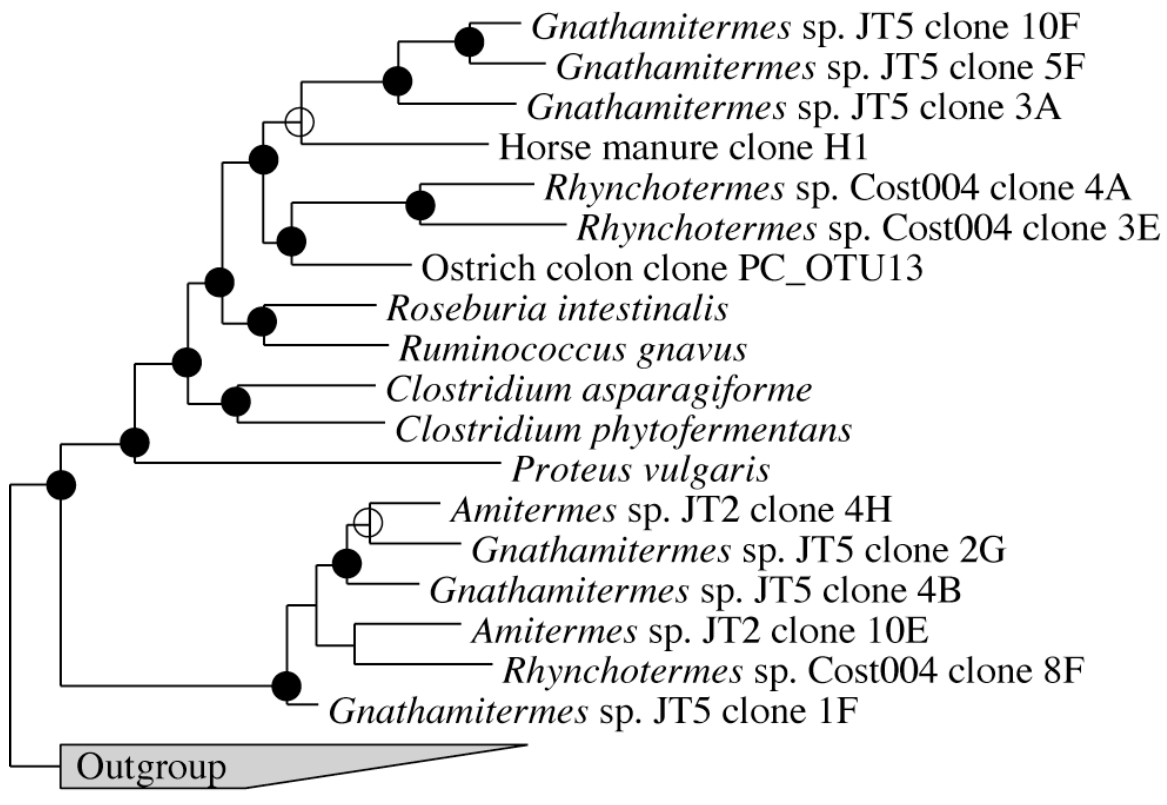 Gnathamitermes sp. JT5 clone 10F
Gnathamitermes sp. JT5 clone 5F
Gnathamitermes sp. JT5 clone 3A
Horse manure clone H1
Rhynchotermes sp. Cost004 clone 4A
Rhynchotermes sp. Cost004 clone 3E
Ostrich colon clone PC_OTU13
Roseburia intestinalis
Ruminococcus gnavus
Clostridium asparagiforme
Clostridium phytofermentans
Proteus vulgaris
Amitermes sp. JT2 clone 4H
Gnathamitermes sp. JT5 clone 2G
Gnathamitermes sp. JT5 clone 4B
Amitermes sp. JT2 clone 10E
Rhynchotermes sp. Cost004 clone 8F
Gnathamitermes sp. JT5 clone 1F
Outgroup